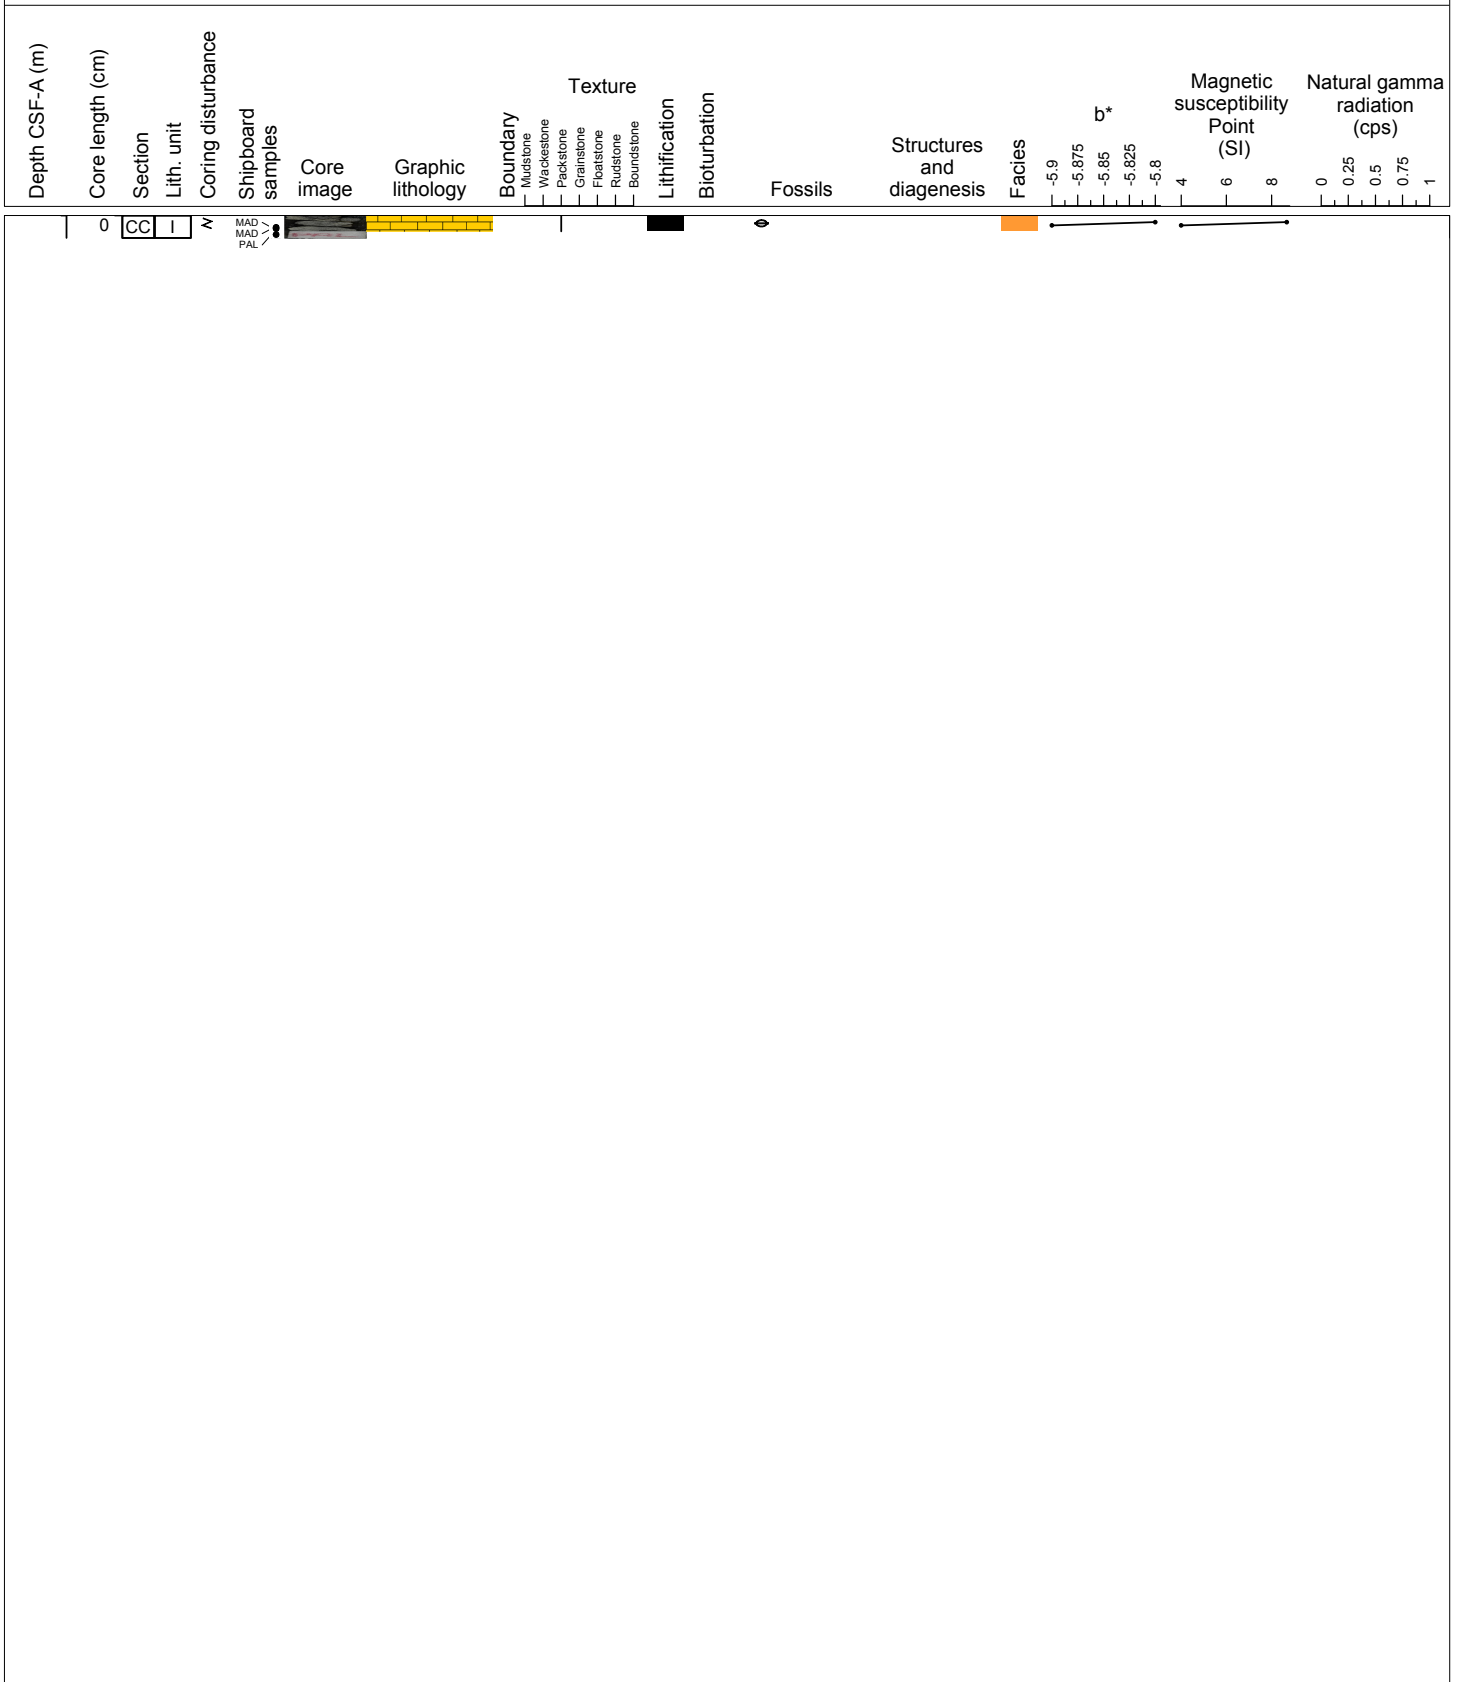 Depth CSF-A (m)
Core length (cm)
Section
Lith. unit
Coring disturbance
Shipboard
samples
Core
image
Graphic
lithology
Boundary
Texture
Mudstone
Wackestone
Packstone
Grainstone
Floatstone
Rudstone
Boundstone
Lithification
Bioturbation
Fossils
Structures
and
diagenesis
Facies
b*
-5.9
-5.875
-5.85
-5.825
-5.8
Magnetic
susceptibility
Point
(SI)
4
6
8
Natural gamma
radiation
(cps)
0
0.25
0.5
0.75
1
0
CC
I
MAD
MAD
PAL